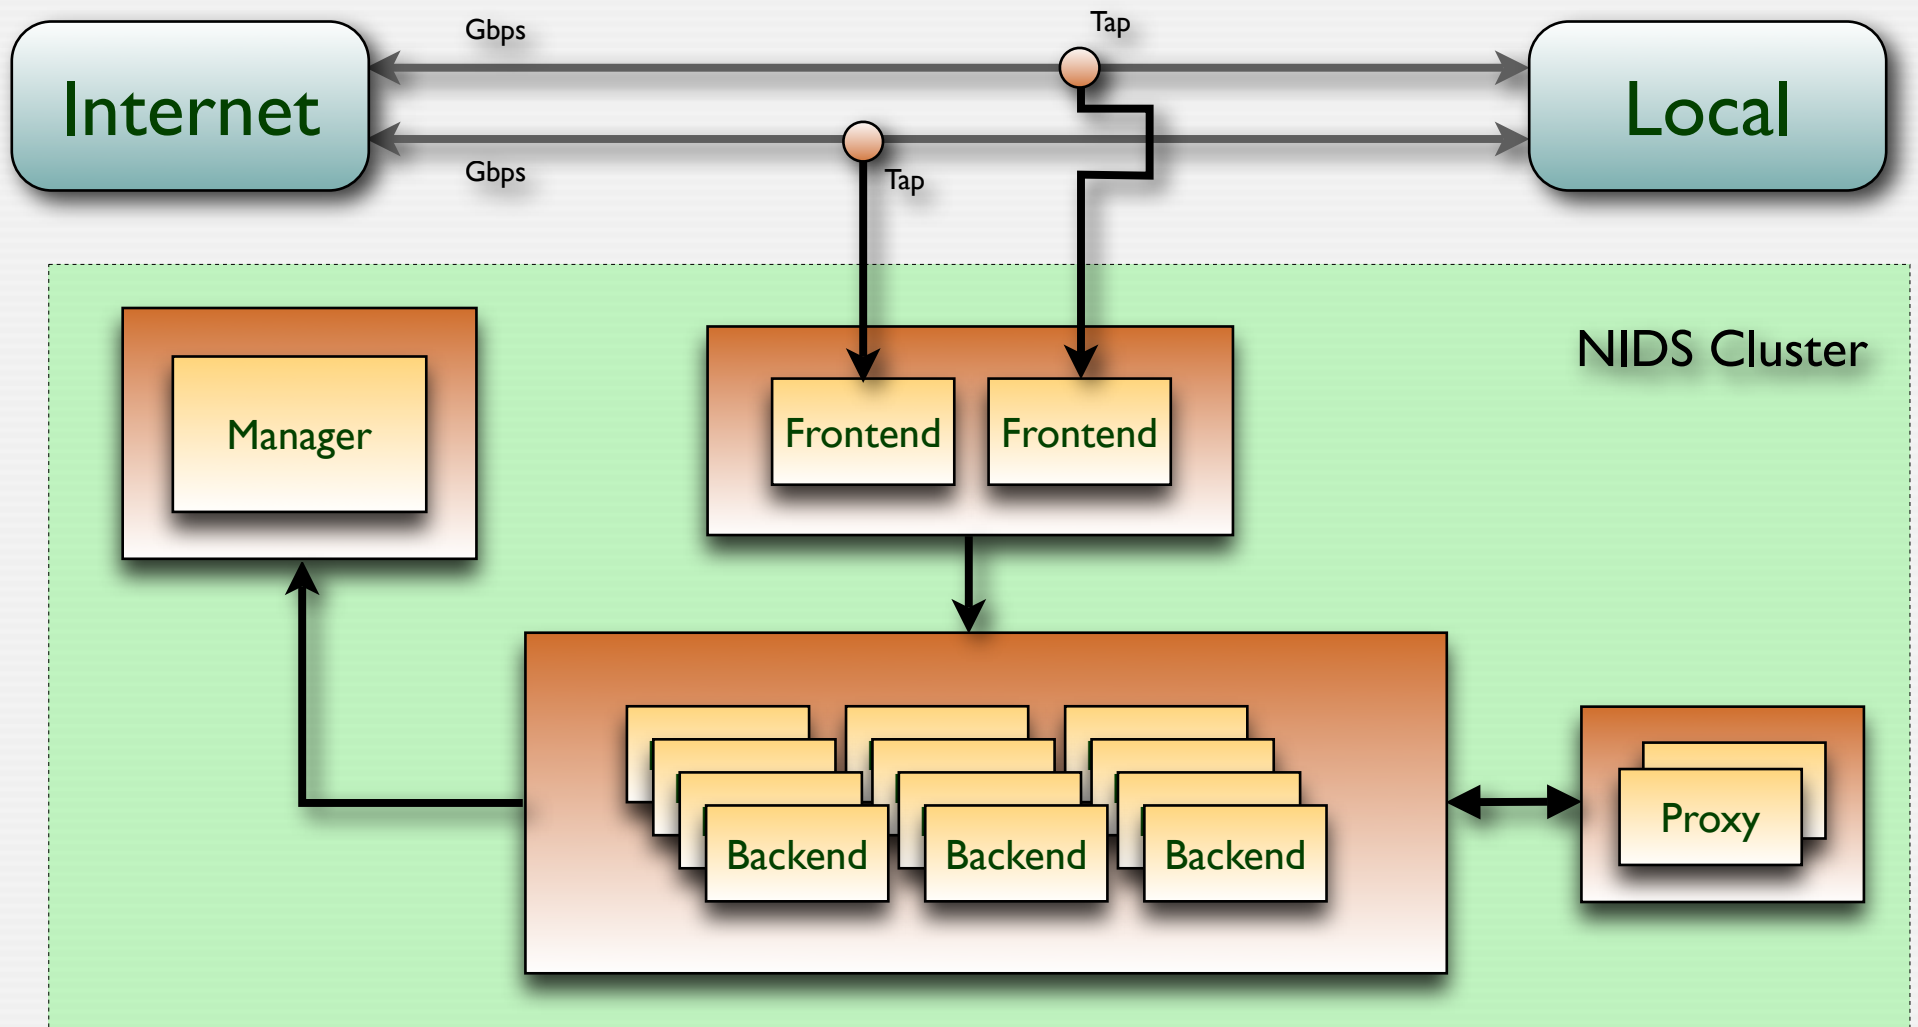 Gbps
Tap
Internet
Local
Gbps
Tap
NIDS Cluster
Manager
Frontend
Frontend
Backend
Backend
Backend
Proxy